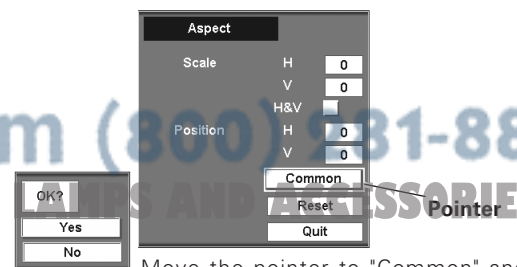 Aspect
Scale H 0
V 0
H&V
Position H 0
V 0
Common
Reset
Quit
Pointer
OK?
Yes
No
m (800) 281-88
LAMPS AND ACCESSORIE
Move the pointer to "Common" and